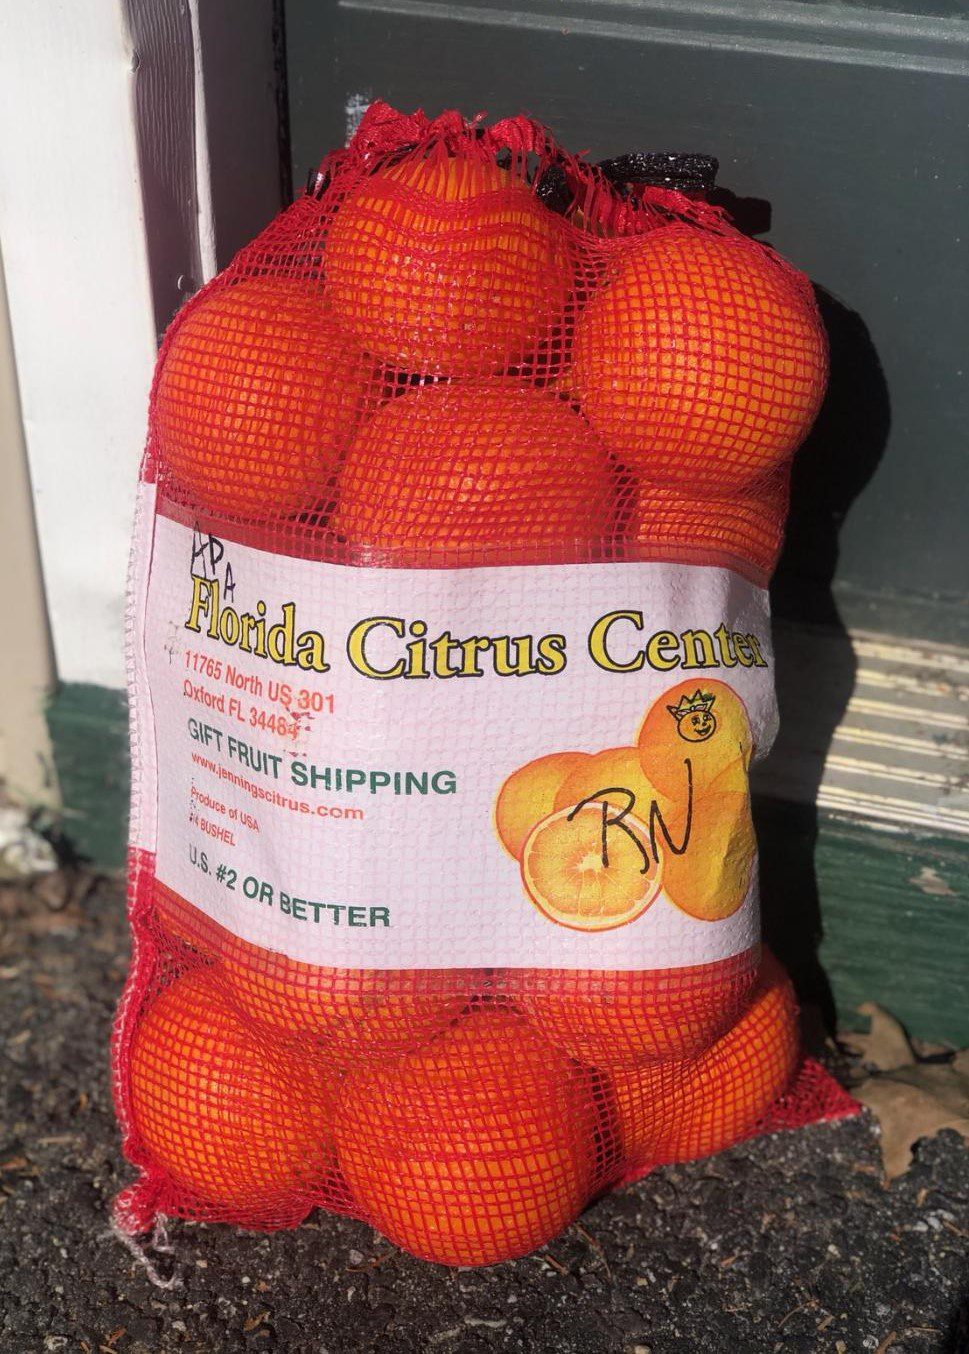 APA
Florida Citrus Center
11765 North US 301
Oxford FL 34484
GIFT FRUIT SHIPPING
www.jenningscitrus.com
Produce of USA
BUSHEL
U.S. #2 OR BETTER
RN